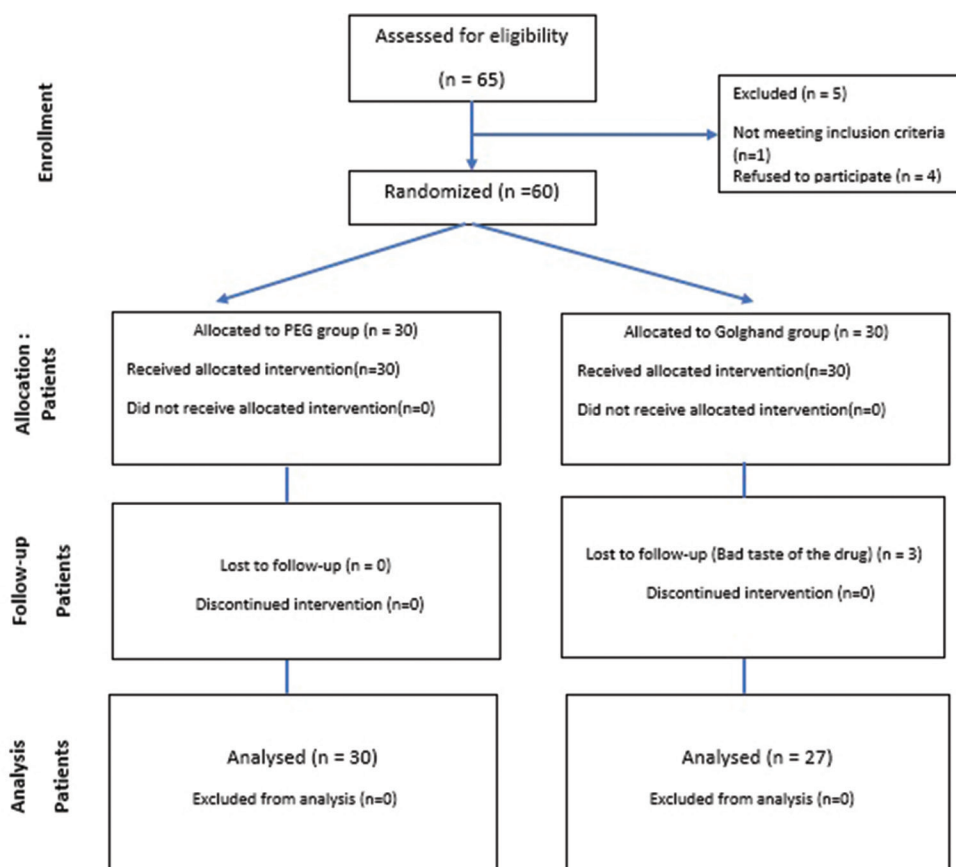 Enrollment
Assessed for eligibility
(n = 65)
Excluded (n = 5)
Not meeting inclusion criteria
(n=1)
Refused to participate (n = 4)
Randomized (n =60)
Allocation :
Patients
Allocated to PEG group (n = 30)
Received allocated intervention(n=30)
Did not receive allocated intervention(n=0)
Allocated to Golghand group (n = 30)
Received allocated intervention(n=30)
Did not receive allocated intervention(n=0)
Follow-up
Patients
Lost to follow-up (n = 0)
Discontinued intervention (n=0)
Lost to follow-up (Bad taste of the drug) (n = 3)
Discontinued intervention (n=0)
Analysis
Patients
Analysed (n = 30)
Excluded from analysis (n=0)
Analysed (n = 27)
Excluded from analysis (n=0)